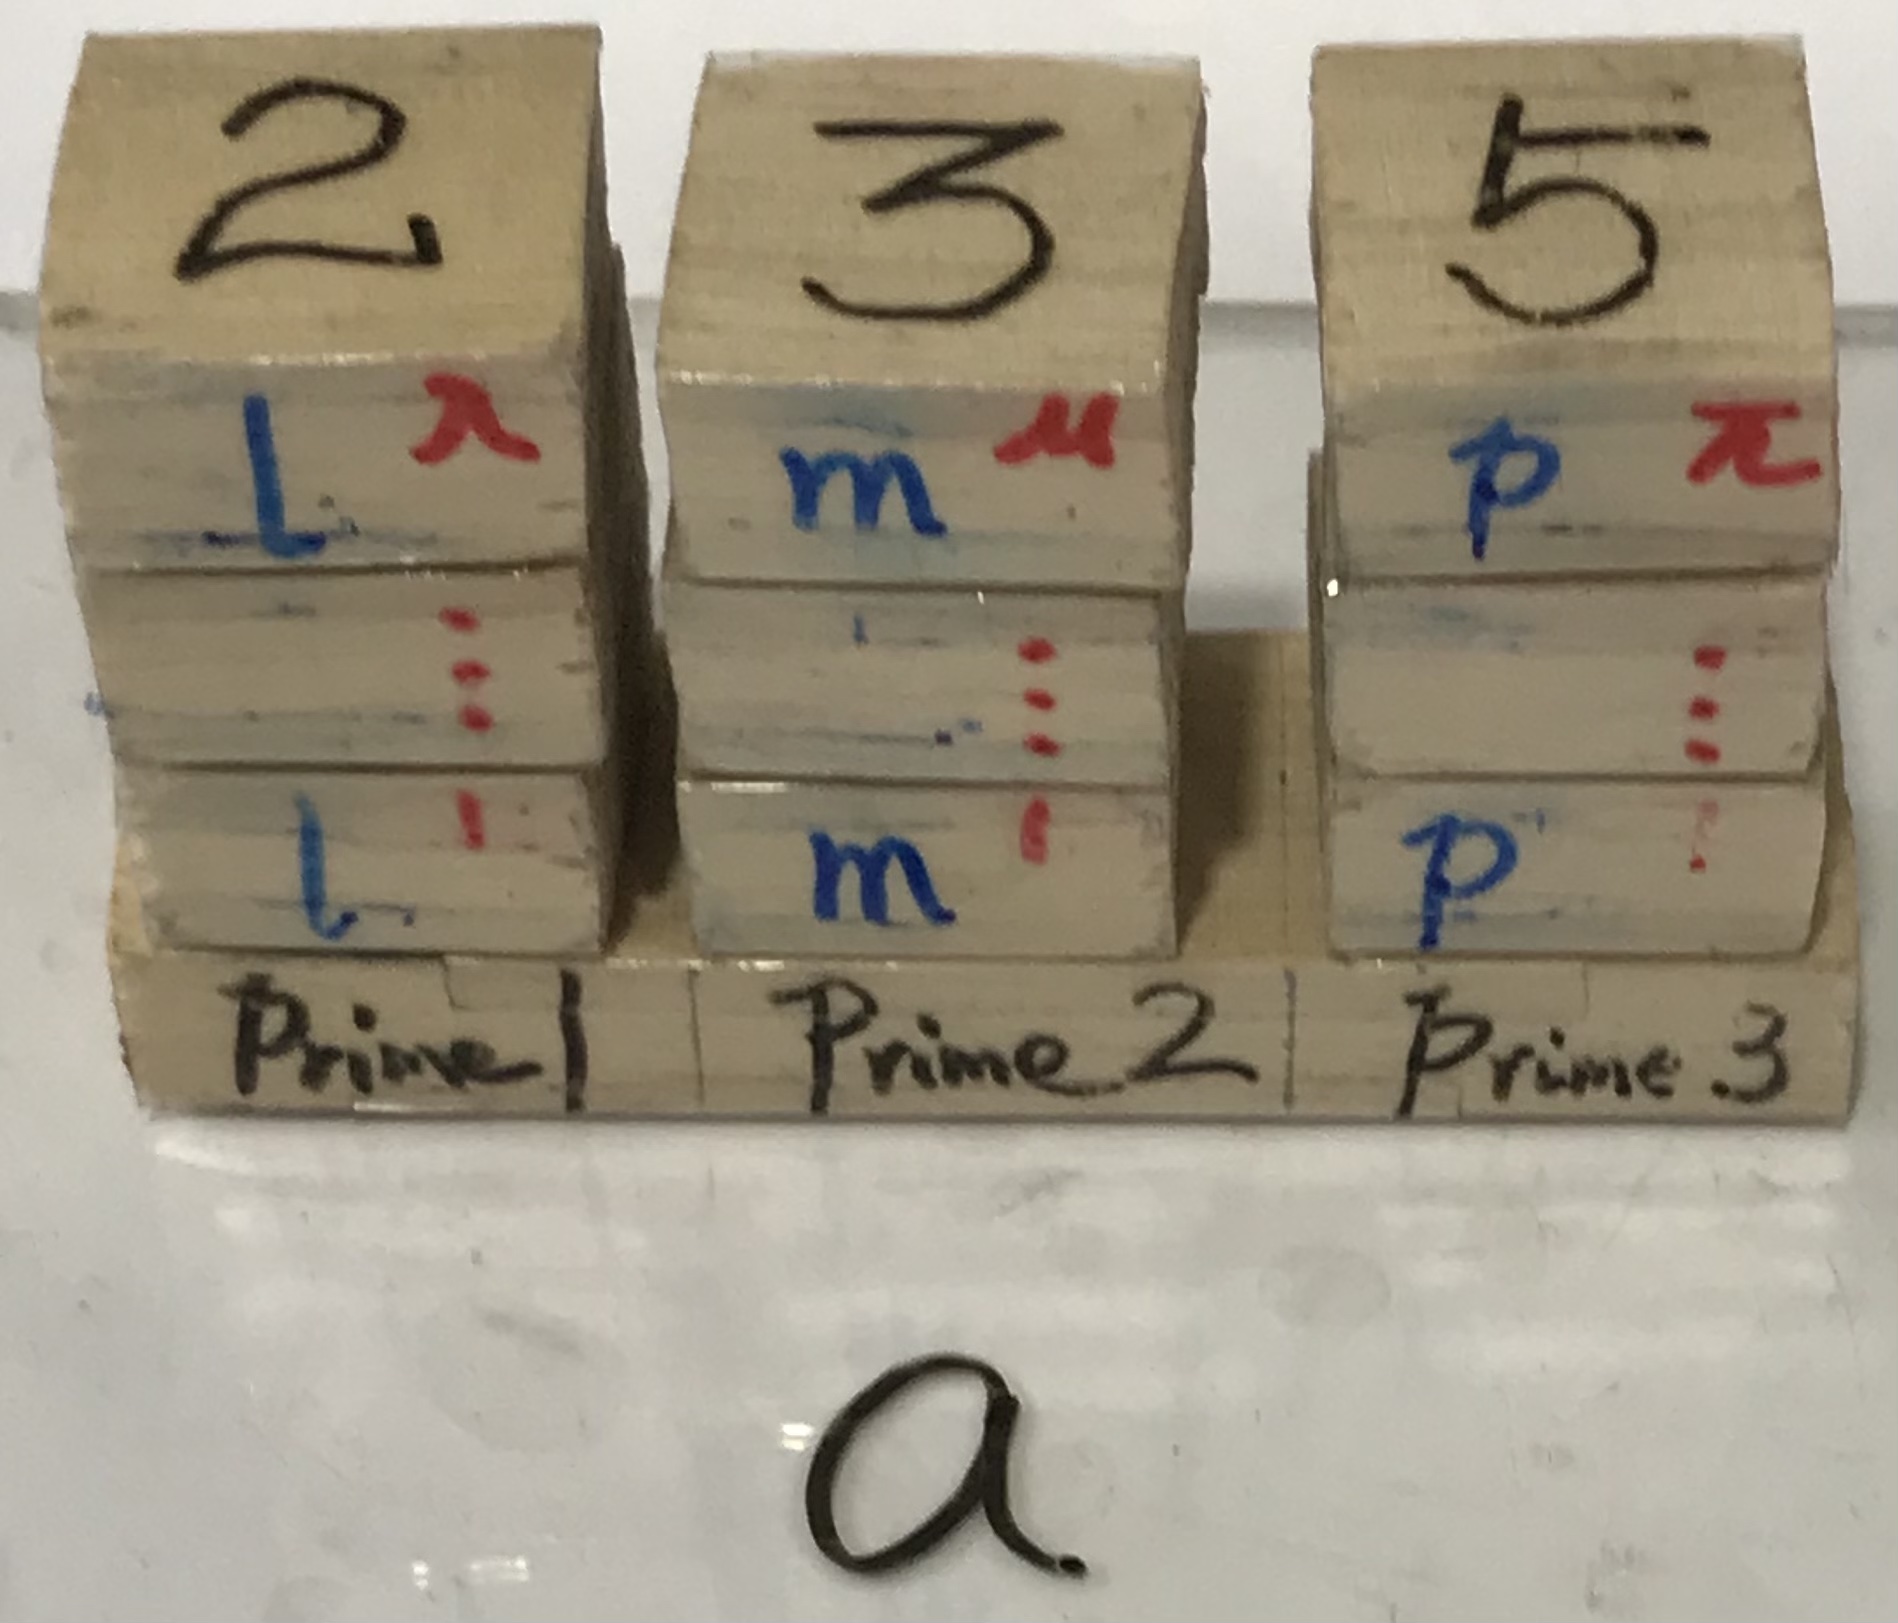 2 3 5
l λ m μ p π
⋮ ⋮ ⋮
l 1 m 1 p 1
Prime 1 Prime 2 Prime 3
a